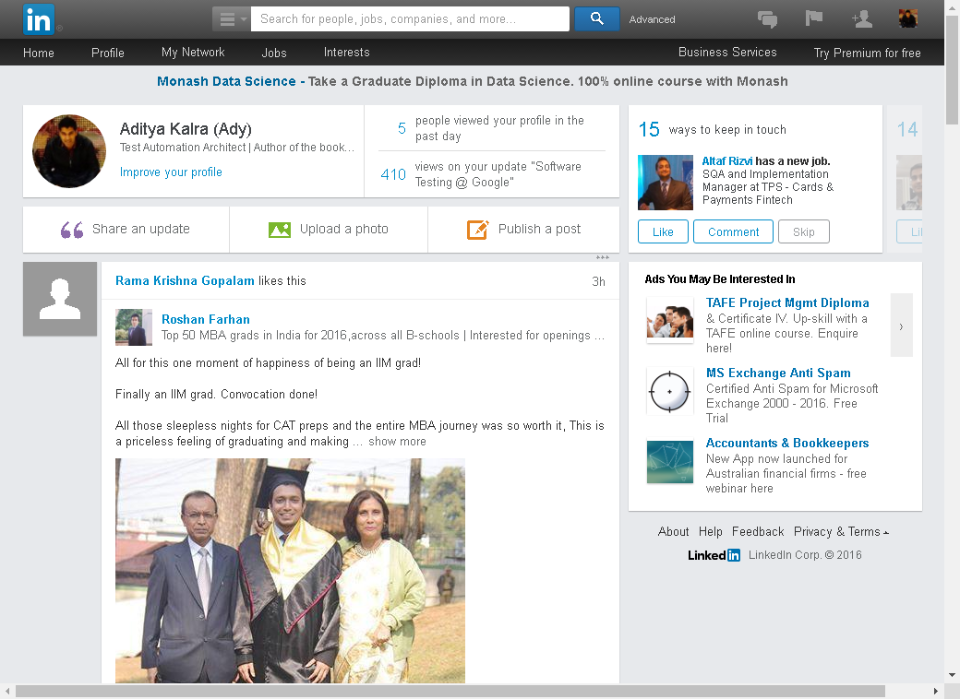 in
Search for people, jobs, companies, and more...
Advanced
Home
Profile
My Network
Jobs
Interests
Business Services
Try Premium for free
Monash Data Science - Take a Graduate Diploma in Data Science. 100% online course with Monash
Aditya Kalra (Ady)
Test Automation Architect | Author of the book...
Improve your profile
5
people viewed your profile in the
past day
410
views on your update "Software
Testing @ Google"
15 ways to keep in touch
Altaf Rizvi has a new job.
SQA and Implementation
Manager at TPS - Cards &
Payments Fintech
Like
Comment
Skip
14
Share an update
Upload a photo
Publish a post
Rama Krishna Gopalam likes this
3h
Roshan Farhan
Top 50 MBA grads in India for 2016,across all B-schools | Interested for openings ...
All for this one moment of happiness of being an IIM grad!
Finally an IIM grad. Convocation done!
All those sleepless nights for CAT preps and the entire MBA journey was so worth it, This is
a priceless feeling of graduating and making ... show more
Ads You May Be Interested In
TAFE Project Mgmt Diploma
& Certificate IV. Up-skill with a
TAFE online course. Enquire
here!
MS Exchange Anti Spam
Certified Anti Spam for Microsoft
Exchange 2000 - 2016. Free
Trial
Accountants & Bookkeepers
New App now launched for
Australian financial firms - free
webinar here
About Help Feedback Privacy & Terms
Linked in LinkedIn Corp. © 2016